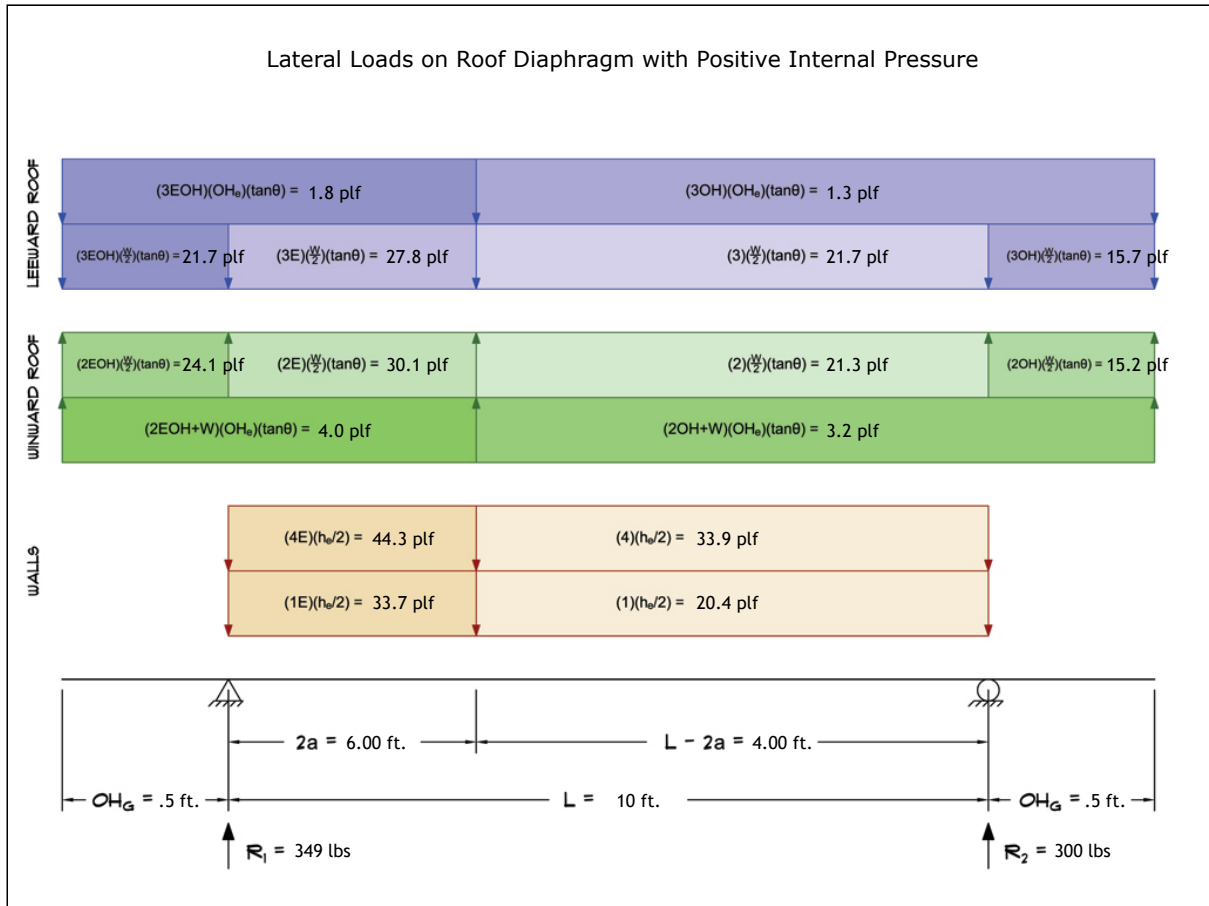 Lateral Loads on Roof Diaphragm with Positive Internal Pressure
LEEWARD ROOF
(3EOH)(OHₑ)(tanθ) = 1.8 plf
(3OH)(OHₑ)(tanθ) = 1.3 plf
(3EOH)(W/2)(tanθ) = 21.7 plf
(3E)(W/2)(tanθ) = 27.8 plf
(3)(W/2)(tanθ) = 21.7 plf
(3OH)(W/2)(tanθ) = 15.7 plf
WINWARD ROOF
(2EOH)(W/2)(tanθ) = 24.1 plf
(2E)(W/2)(tanθ) = 30.1 plf
(2)(W/2)(tanθ) = 21.3 plf
(2OH)(W/2)(tanθ) = 15.2 plf
(2EOH+W)(OHₑ)(tanθ) = 4.0 plf
(2OH+W)(OHₑ)(tanθ) = 3.2 plf
WALLS
(4E)(hₑ/2) = 44.3 plf
(4)(hₑ/2) = 33.9 plf
(1E)(hₑ/2) = 33.7 plf
(1)(hₑ/2) = 20.4 plf
2a = 6.00 ft.
L - 2a = 4.00 ft.
OH_G = .5 ft.
L = 10 ft.
OH_G = .5 ft.
R₁ = 349 lbs
R₂ = 300 lbs